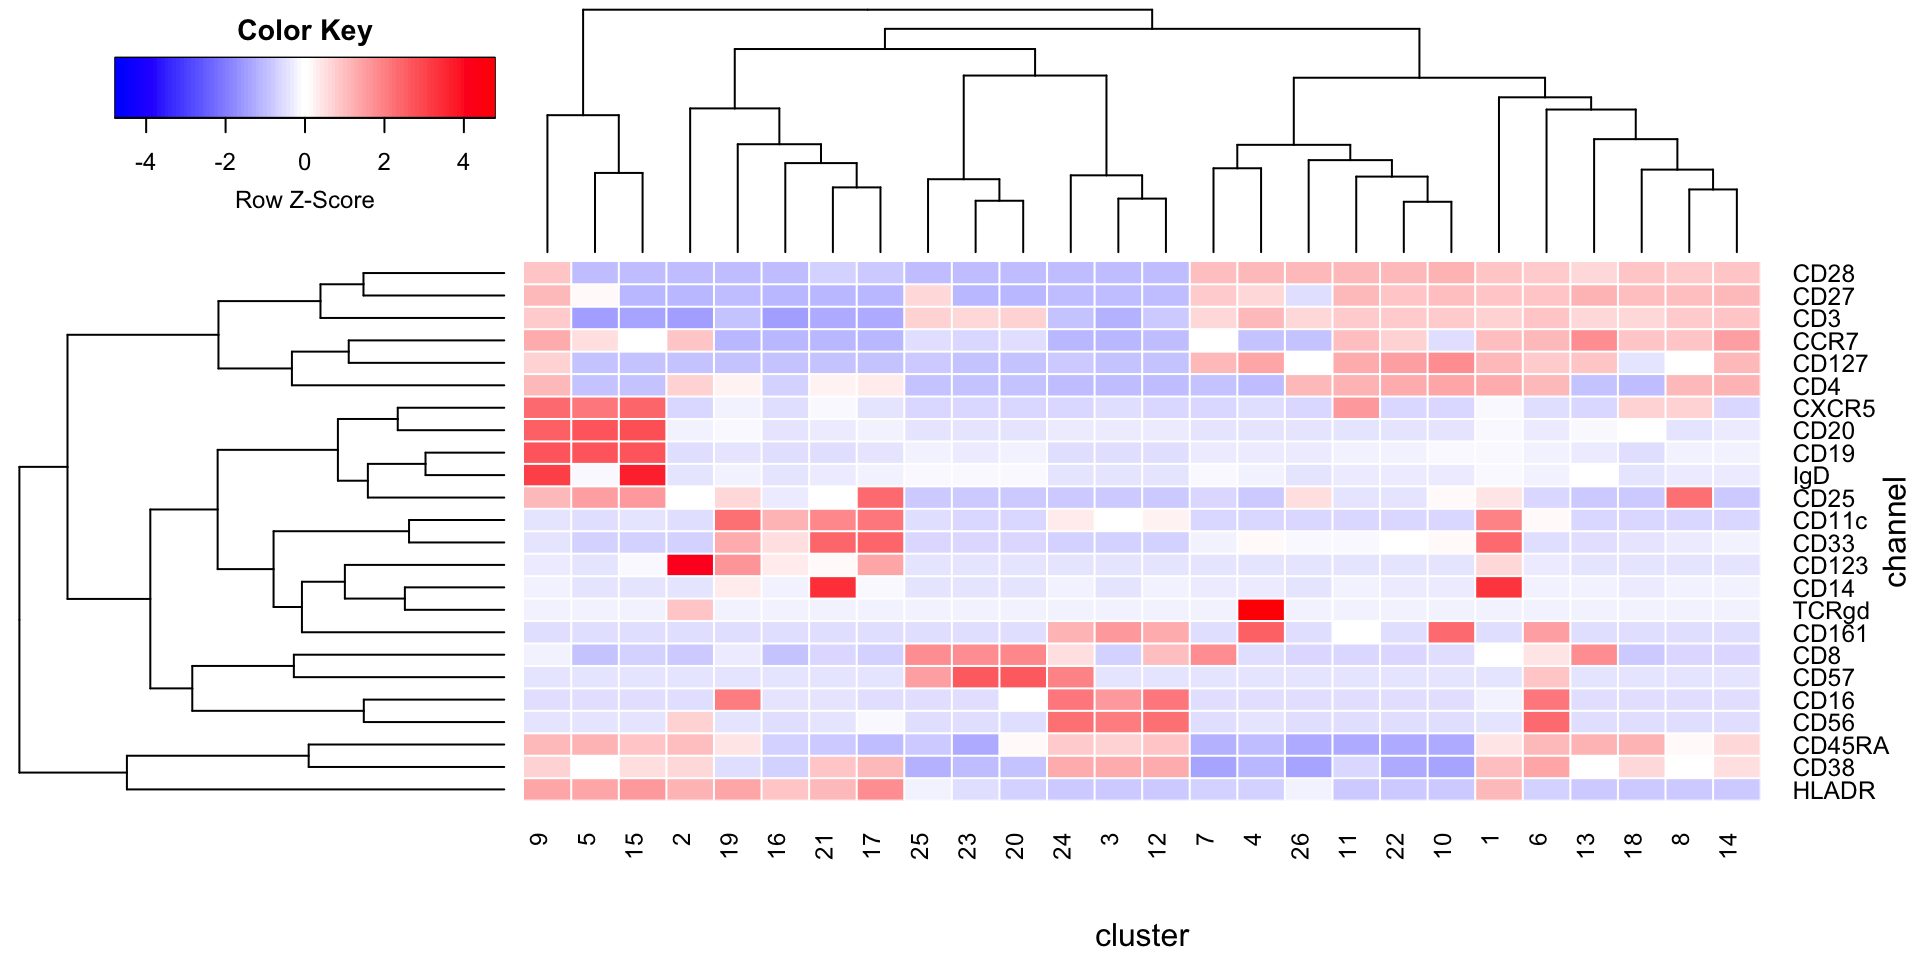 Color Key
-4 -2 0 2 4
Row Z-Score
CD28
CD27
CD3
CCR7
CD127
CD4
CXCR5
CD20
CD19
IgD
CD25
CD11c
CD33
CD123
CD14
TCRgd
CD161
CD8
CD57
CD16
CD56
CD45RA
CD38
HLADR
channel
9 5 15 2 19 16 21 17 25 23 20 24 3 12 7 4 26 11 22 10 1 6 13 18 8 14
cluster